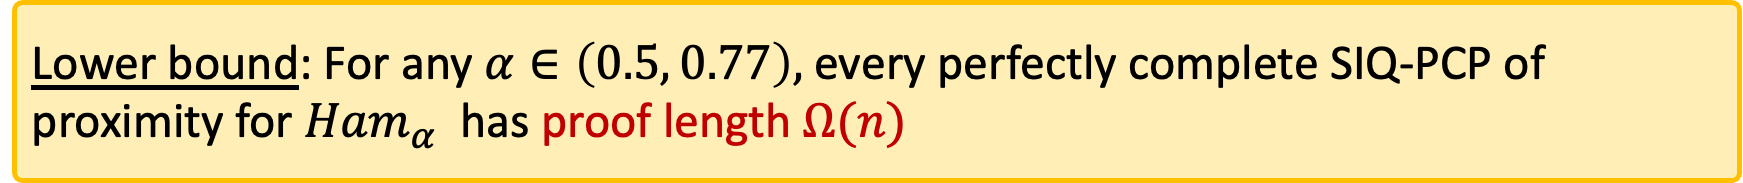 Lower bound: For any α ∈ (0.5, 0.77), every perfectly complete SIQ-PCP of
proximity for Ham_α has proof length Ω(n)